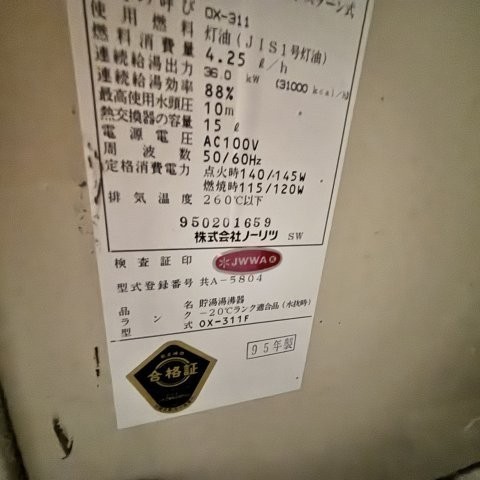 呼び OX-311
使用燃料 灯油(JIS1号灯油)
燃料消費量 4.25ℓ/h
連続給湯出力 36.0 kW (31000kcal/h)
連続給湯効率 88%
最高使用水頭圧 10m
熱交換器の容量 15ℓ
電源電圧 AC100V
周波数 50/60Hz
定格消費電力 点火時140/145W
燃焼時115/120W
排気温度 260℃以下
950201659
株式会社ノーリツ SW
検査証印 JWWA
型式登録番号 共A-5804
品名 貯湯湯沸器
ランク -20℃ランク適合品(水抜時)
型式 OX-311F
95年製
合格証